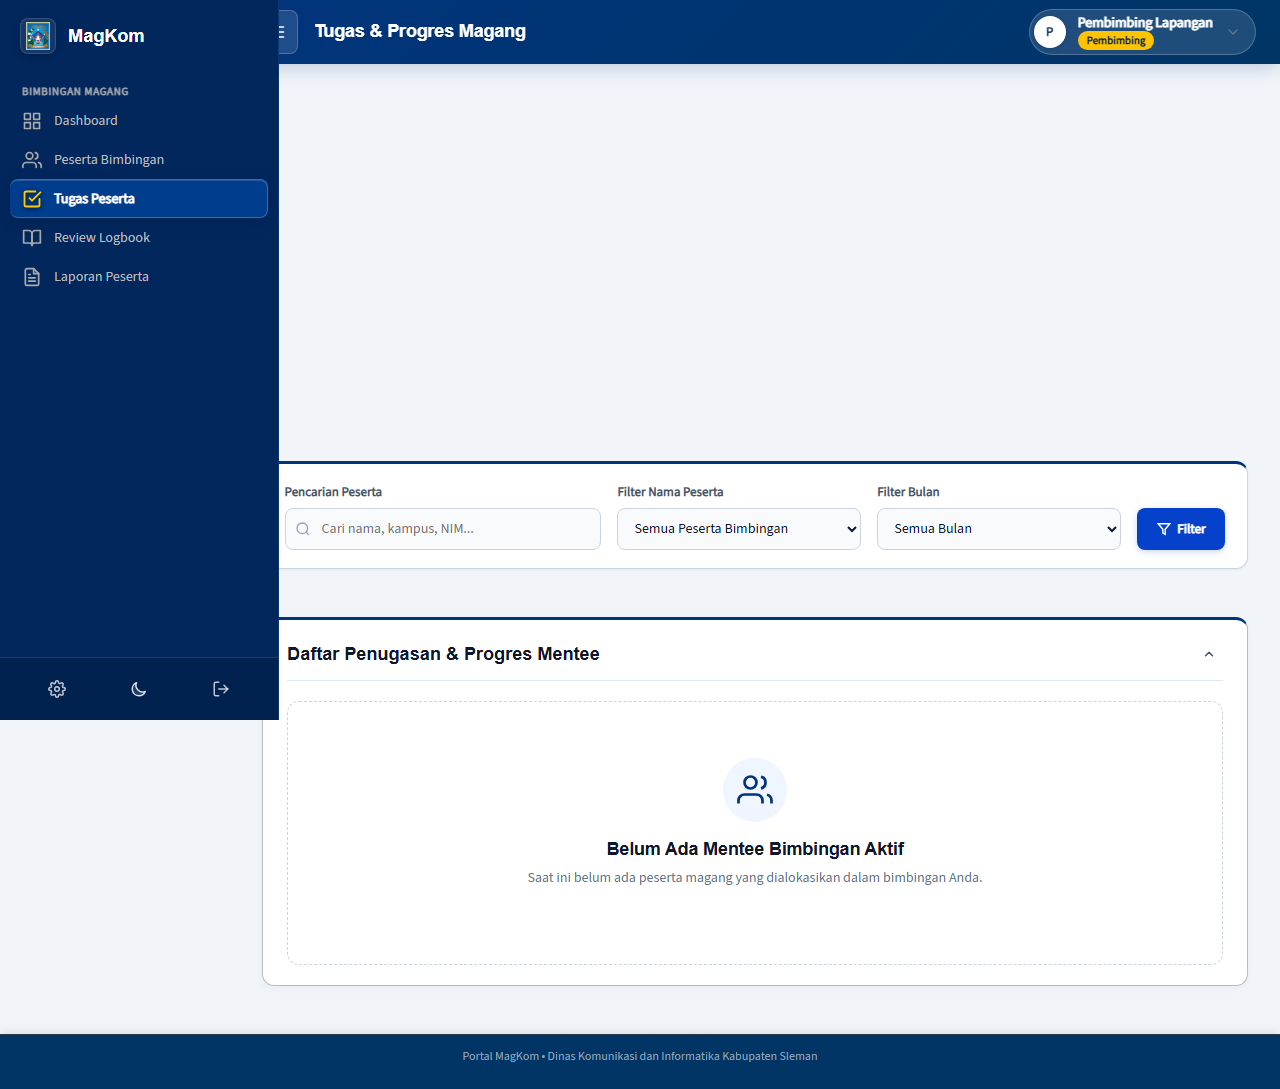 MagKom
Tugas & Progres Magang
P
Pembimbing Lapangan
Pembimbing
BIMBINGAN MAGANG
Dashboard
Peserta Bimbingan
Tugas Peserta
Review Logbook
Laporan Peserta
Pencarian Peserta
Filter Nama Peserta
Filter Bulan
Cari nama, kampus, NIM...
Semua Peserta Bimbingan
Semua Bulan
Filter
Daftar Penugasan & Progres Mentee
Belum Ada Mentee Bimbingan Aktif
Saat ini belum ada peserta magang yang dialokasikan dalam bimbingan Anda.
Portal MagKom • Dinas Komunikasi dan Informatika Kabupaten Sleman